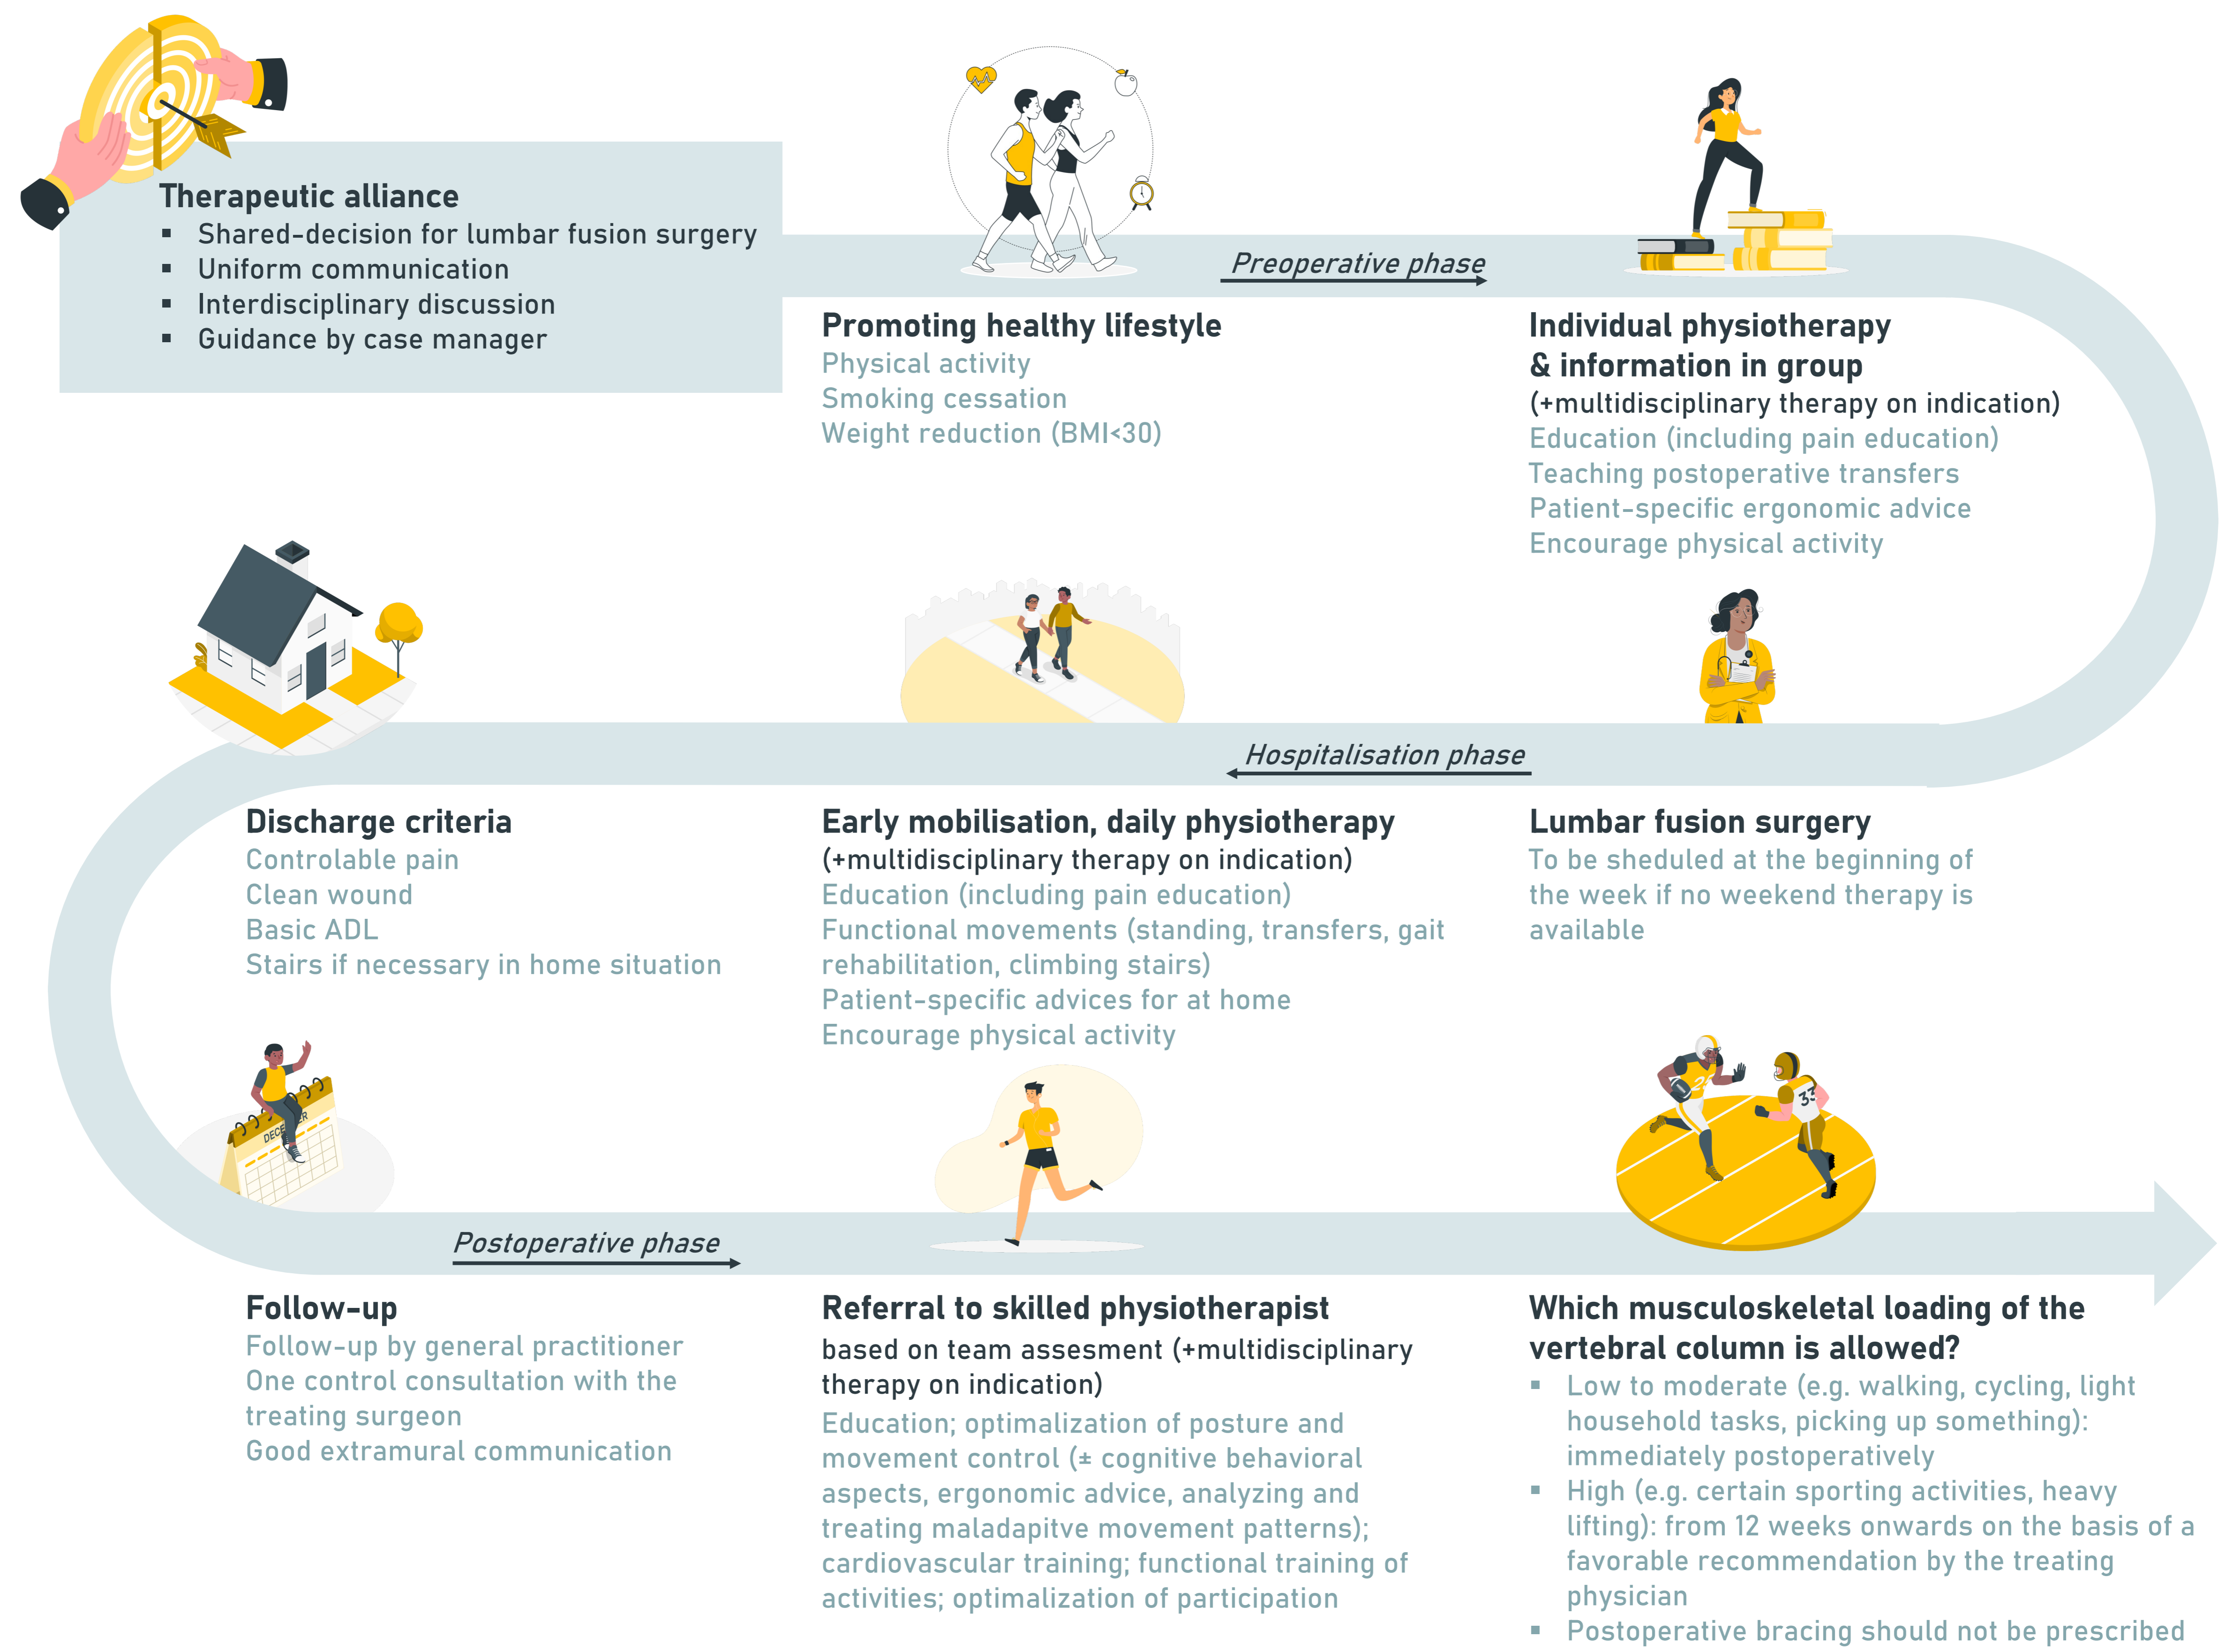 Therapeutic alliance
▪ Shared-decision for lumbar fusion surgery
▪ Uniform communication
▪ Interdisciplinary discussion
▪ Guidance by case manager
Preoperative phase
Promoting healthy lifestyle
Physical activity
Smoking cessation
Weight reduction (BMI<30)
Individual physiotherapy
& information in group
(+multidisciplinary therapy on indication)
Education (including pain education)
Teaching postoperative transfers
Patient-specific ergonomic advice
Encourage physical activity
Hospitalisation phase
Lumbar fusion surgery
To be sheduled at the beginning of
the week if no weekend therapy is
available
Early mobilisation, daily physiotherapy
(+multidisciplinary therapy on indication)
Education (including pain education)
Functional movements (standing, transfers, gait
rehabilitation, climbing stairs)
Patient-specific advices for at home
Encourage physical activity
Discharge criteria
Controlable pain
Clean wound
Basic ADL
Stairs if necessary in home situation
Postoperative phase
Follow-up
Follow-up by general practitioner
One control consultation with the
treating surgeon
Good extramural communication
Referral to skilled physiotherapist
based on team assesment (+multidisciplinary
therapy on indication)
Education; optimalization of posture and
movement control (± cognitive behavioral
aspects, ergonomic advice, analyzing and
treating maladapitve movement patterns);
cardiovascular training; functional training of
activities; optimalization of participation
33
Which musculoskeletal loading of the
vertebral column is allowed?
▪ Low to moderate (e.g. walking, cycling, light
household tasks, picking up something):
immediately postoperatively
▪ High (e.g. certain sporting activities, heavy
lifting): from 12 weeks onwards on the basis of a
favorable recommendation by the treating
physician
▪ Postoperative bracing should not be prescribed